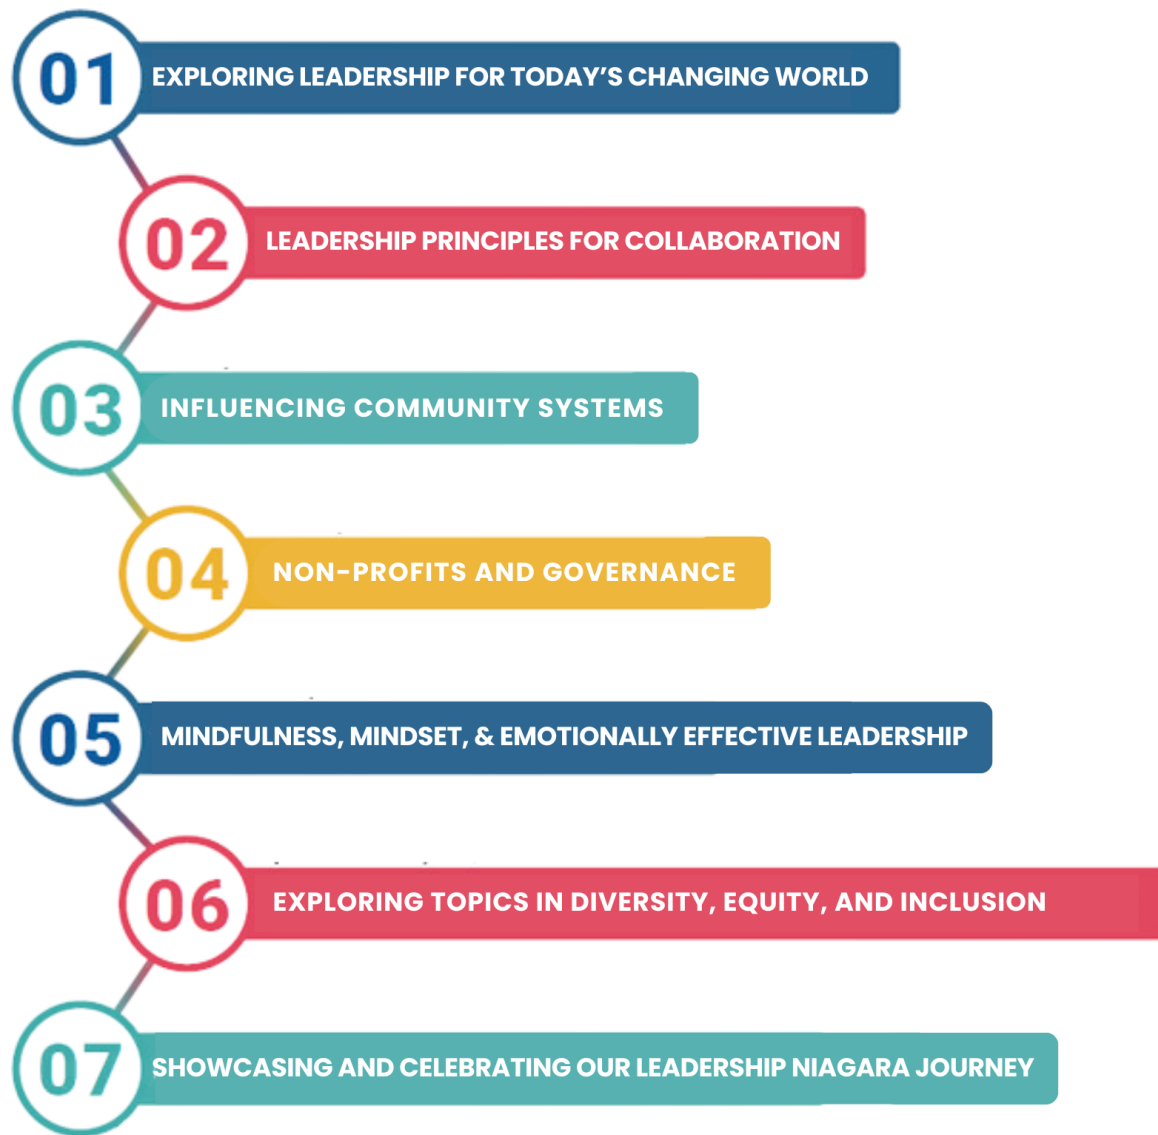 01
EXPLORING LEADERSHIP FOR TODAY’S CHANGING WORLD
02
LEADERSHIP PRINCIPLES FOR COLLABORATION
03
INFLUENCING COMMUNITY SYSTEMS
04
NON-PROFITS AND GOVERNANCE
05
MINDFULNESS, MINDSET, & EMOTIONALLY EFFECTIVE LEADERSHIP
06
EXPLORING TOPICS IN DIVERSITY, EQUITY, AND INCLUSION
07
SHOWCASING AND CELEBRATING OUR LEADERSHIP NIAGARA JOURNEY